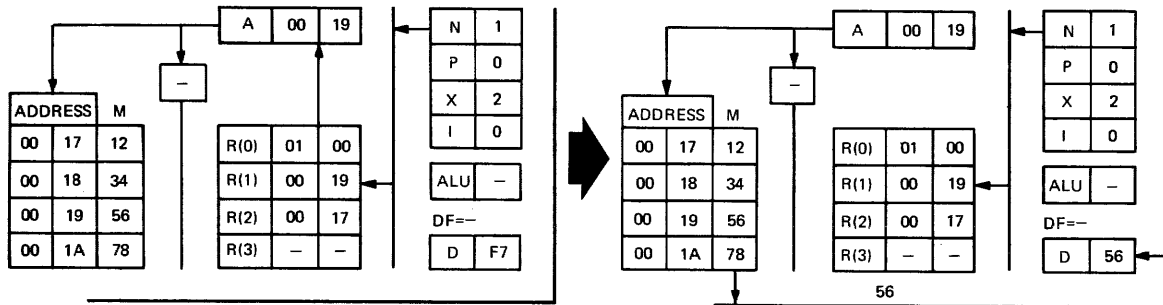 A 00 19
N 1
P 0
X 2
I 0
–
ADDRESS M
00 17 12
00 18 34
00 19 56
00 1A 78
R(0) 01 00
R(1) 00 19
R(2) 00 17
R(3) – –
ALU –
DF=–
D F7
A 00 19
N 1
P 0
X 2
I 0
–
ADDRESS M
00 17 12
00 18 34
00 19 56
00 1A 78
R(0) 01 00
R(1) 00 19
R(2) 00 17
R(3) – –
ALU –
DF=–
D 56
56